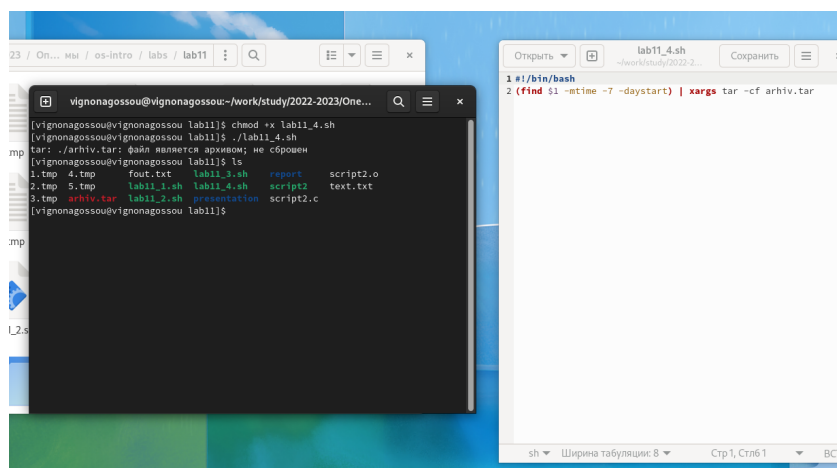 23 / On... мы / os-intro / labs / lab11
Открыть
lab11_4.sh
~/work/study/2022-2...
Сохранить
1 #!/bin/bash
2 (find $1 -mtime -7 -daystart) | xargs tar -cf arhiv.tar
vignonagossou@vignonagossou:~/work/study/2022-2023/One...
[vignonagossou@vignonagossou lab11]$ chmod +x lab11_4.sh
[vignonagossou@vignonagossou lab11]$ ./lab11_4.sh
tar: ./arhiv.tar: файл является архивом; не сброшен
[vignonagossou@vignonagossou lab11]$ ls
1.tmp 4.tmp fout.txt lab11_3.sh report script2.o
2.tmp 5.tmp lab11_1.sh lab11_4.sh script2 text.txt
3.tmp arhiv.tar lab11_2.sh presentation script2.c
[vignonagossou@vignonagossou lab11]$
.tmp
:mp
1_2.s
sh Ширина табуляции: 8 Стр 1, Стлб 1 ВС